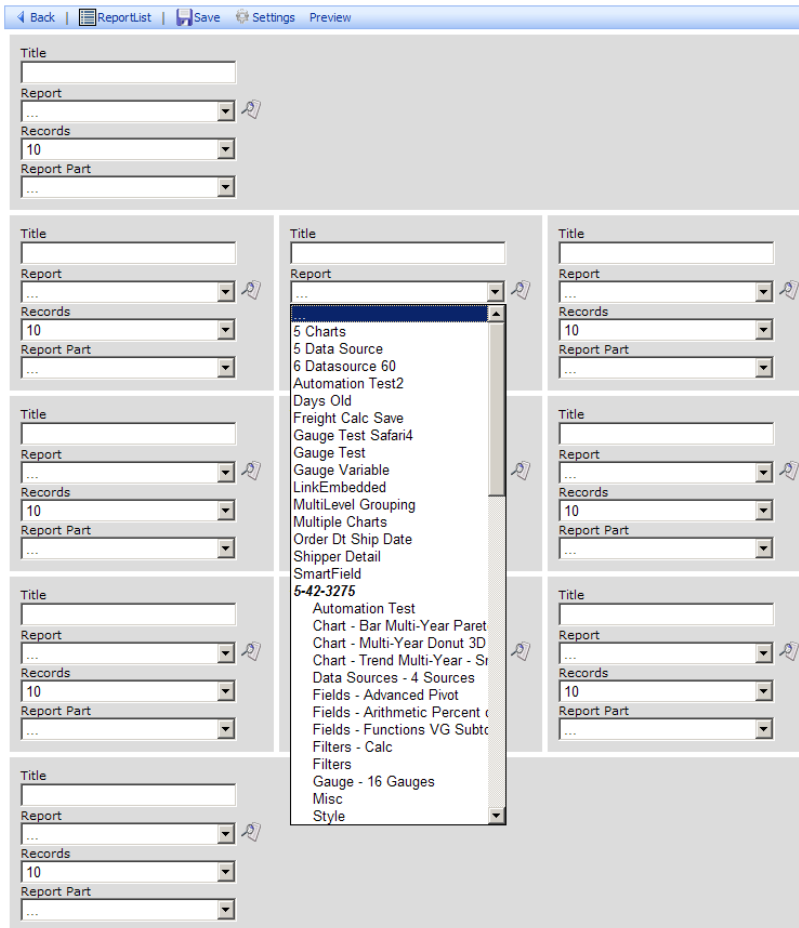 Back | ReportList | Save Settings Preview
Title
Report
...
Records
10
Report Part
...
Title
Report
...
Records
10
Report Part
...
Title
Report
...
...
5 Charts
5 Data Source
6 Datasource 60
Automation Test2
Days Old
Freight Calc Save
Gauge Test Safari4
Gauge Test
Gauge Variable
LinkEmbedded
MultiLevel Grouping
Multiple Charts
Order Dt Ship Date
Shipper Detail
SmartField
5-42-3275
Automation Test
Chart - Bar Multi-Year Paret
Chart - Multi-Year Donut 3D
Chart - Trend Multi-Year -
Data Sources - 4 Sources
Fields - Advanced Pivot
Fields - Arithmetic Percent
Fields - Functions VG
Filters - Calc
Filters
Gauge - 16 Gauges
Misc
Style
Title
Report
...
Records
10
Report Part
...
Title
Report
...
Records
10
Report Part
...
Title
Report
...
Records
10
Report Part
...
Title
Report
...
Records
10
Report Part
...
Title
Report
...
Records
10
Report Part
...
Title
Report
...
Records
10
Report Part
...